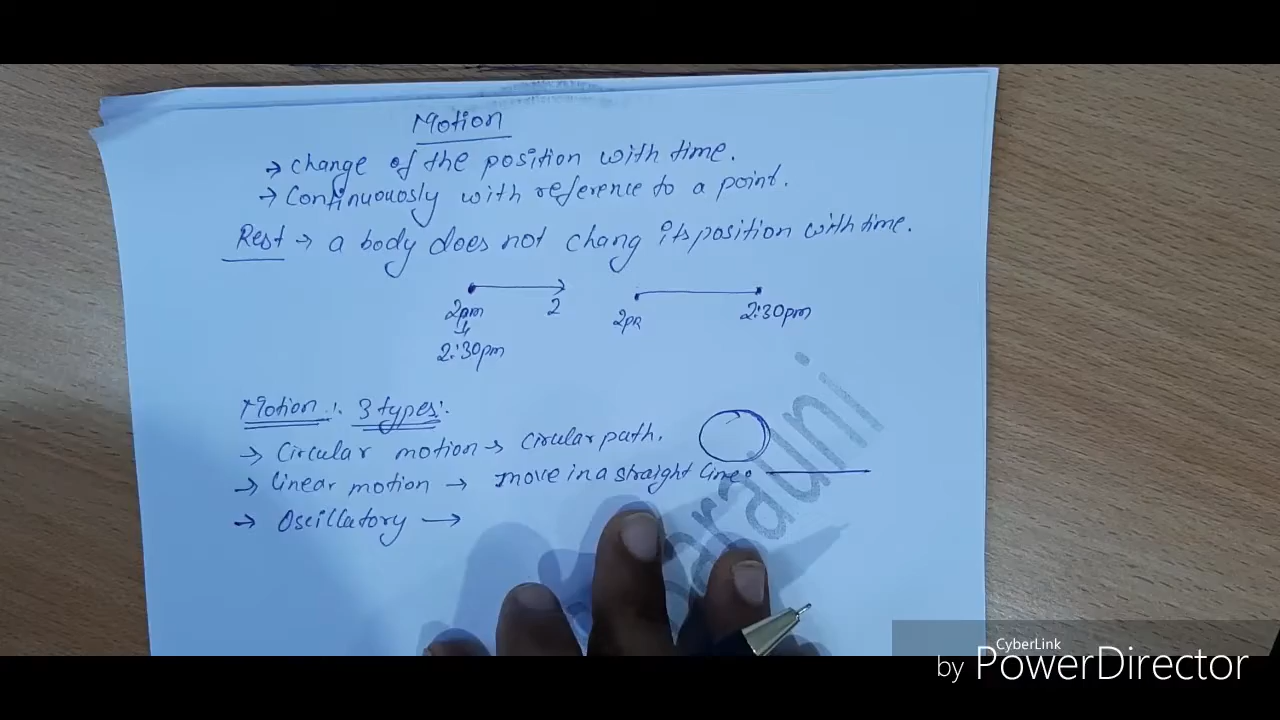 Motion
→ change of the position with time.
→ Continuously with reference to a point.
Rest → a body does not chang its position with time.
2pm 2 2pm 2:30pm
↓
2:30pm
Motion :. 3 types:.
→ Circular motion → cirular path.
→ Linear motion → move in a straight line.
→ Oscillatory →
arauni
CyberLink
by PowerDirector